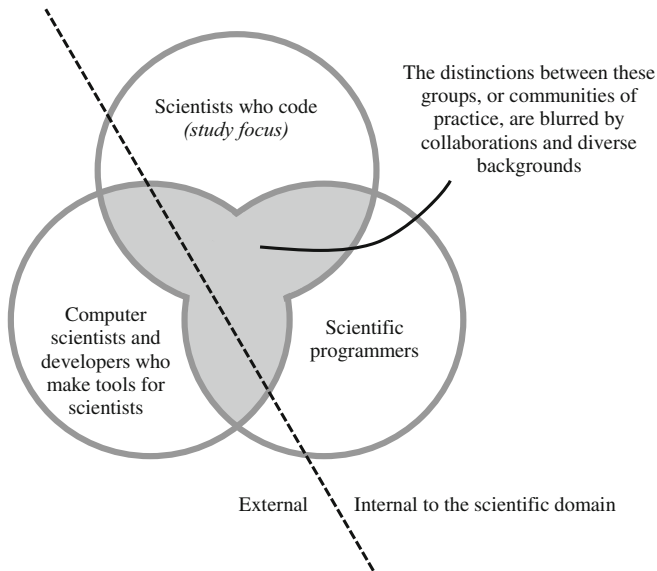 Scientists who code
(study focus)
The distinctions between these
groups, or communities of
practice, are blurred by
collaborations and diverse
backgrounds
Computer
scientists and
developers who
make tools for
scientists
Scientific
programmers
External
Internal to the scientific domain